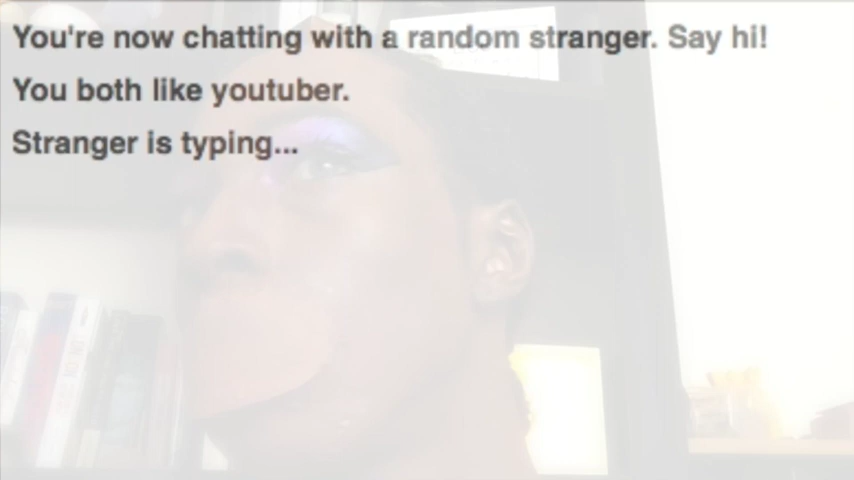 You're now chatting with a random stranger. Say hi!
You both like youtuber.
Stranger is typing...